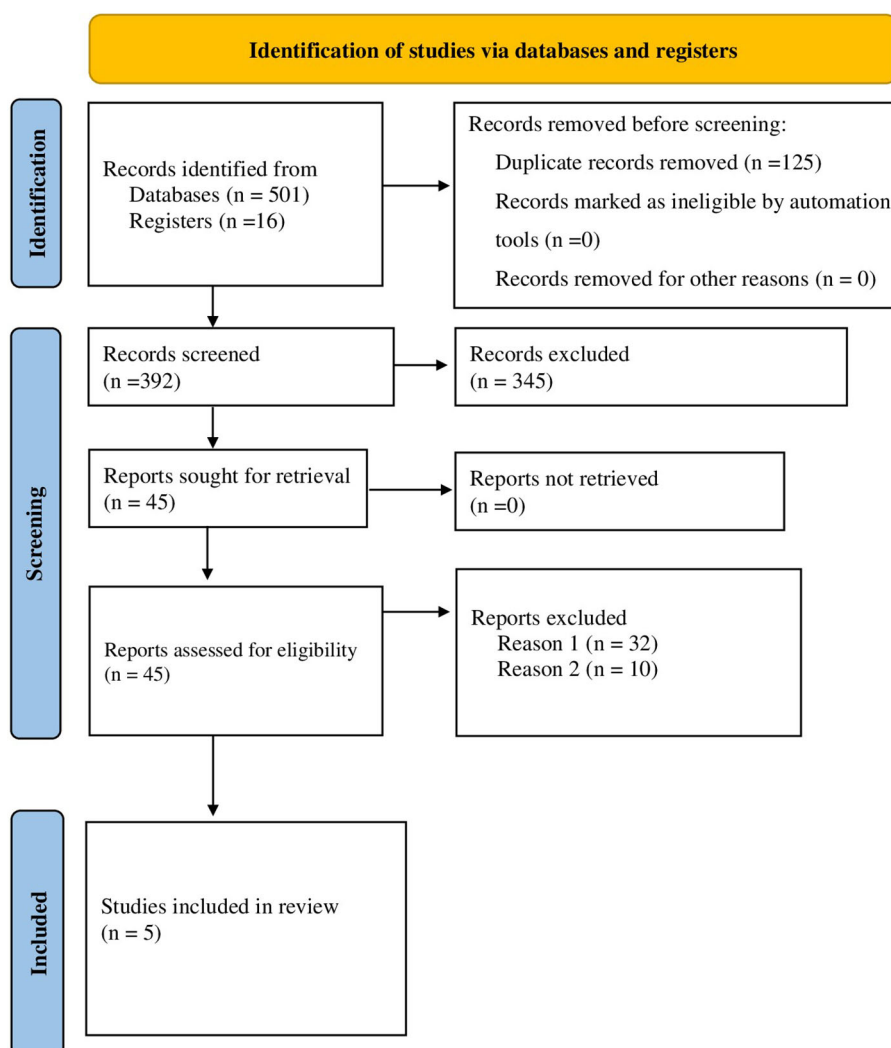 Identification of studies via databases and registers
Identification
Records identified from
Databases (n = 501)
Registers (n =16)
Records removed before screening:
Duplicate records removed (n =125)
Records marked as ineligible by automation
tools (n =0)
Records removed for other reasons (n = 0)
Screening
Records screened
(n =392)
Records excluded
(n = 345)
Reports sought for retrieval
(n = 45)
Reports not retrieved
(n =0)
Reports assessed for eligibility
(n = 45)
Reports excluded
Reason 1 (n = 32)
Reason 2 (n = 10)
Included
Studies included in review
(n = 5)